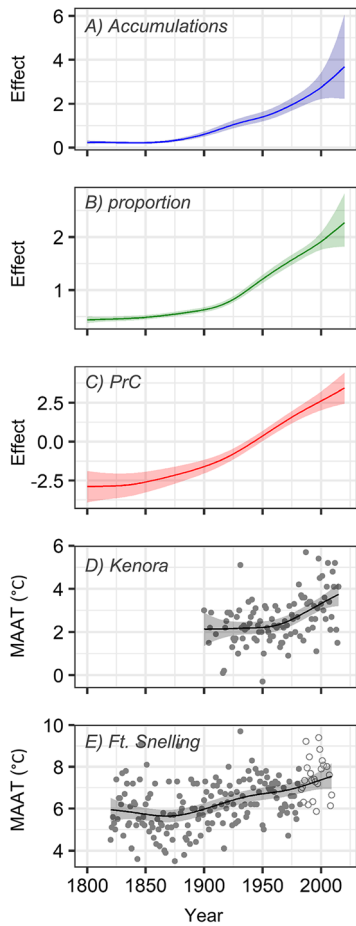 A) Accumulations
Effect
6
4
2
0
B) proportion
Effect
2
1
C) PrC
Effect
2.5
0.0
-2.5
D) Kenora
MAAT (°C)
6
4
2
0
E) Ft. Snelling
MAAT (°C)
10
8
6
4
1800 1850 1900 1950 2000
Year